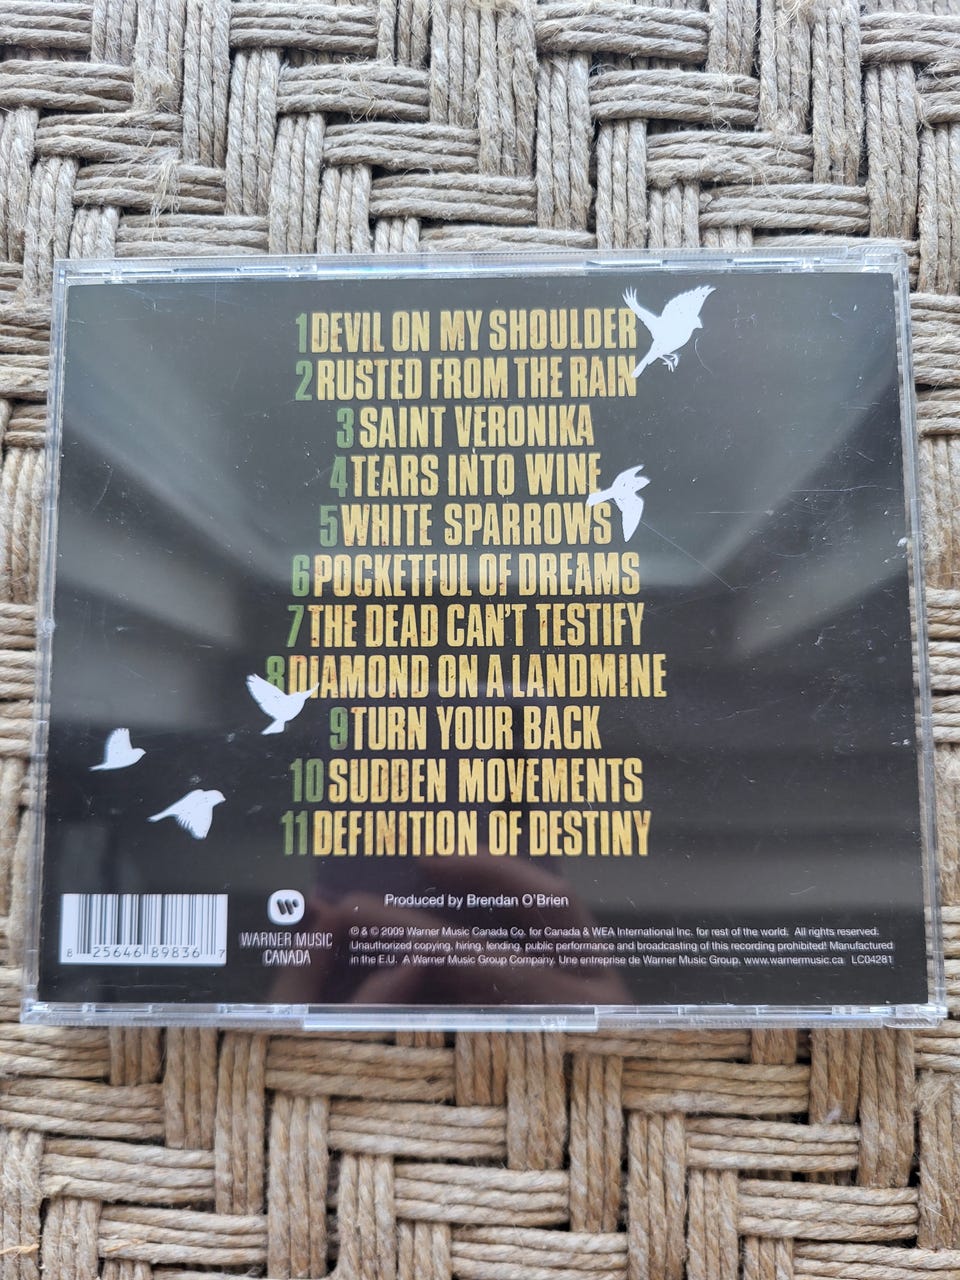 1 DEVIL ON MY SHOULDER
2 RUSTED FROM THE RAIN
3 SAINT VERONIKA
4 TEARS INTO WINE
5 WHITE SPARROWS
6 POCKETFUL OF DREAMS
7 THE DEAD CAN'T TESTIFY
8 DIAMOND ON A LANDMINE
9 TURN YOUR BACK
10 SUDDEN MOVEMENTS
11 DEFINITION OF DESTINY
Produced by Brendan O'Brien
8 25646 89836 7
WARNER MUSIC
CANADA
℗ & © 2009 Warner Music Canada Co. for Canada & WEA International Inc. for rest of the world. All rights reserved.
Unauthorized copying, hiring, lending, public performance and broadcasting of this recording prohibited! Manufactured
in the E.U. A Warner Music Group Company. Une entreprise de Warner Music Group. www.warnermusic.ca LC04281